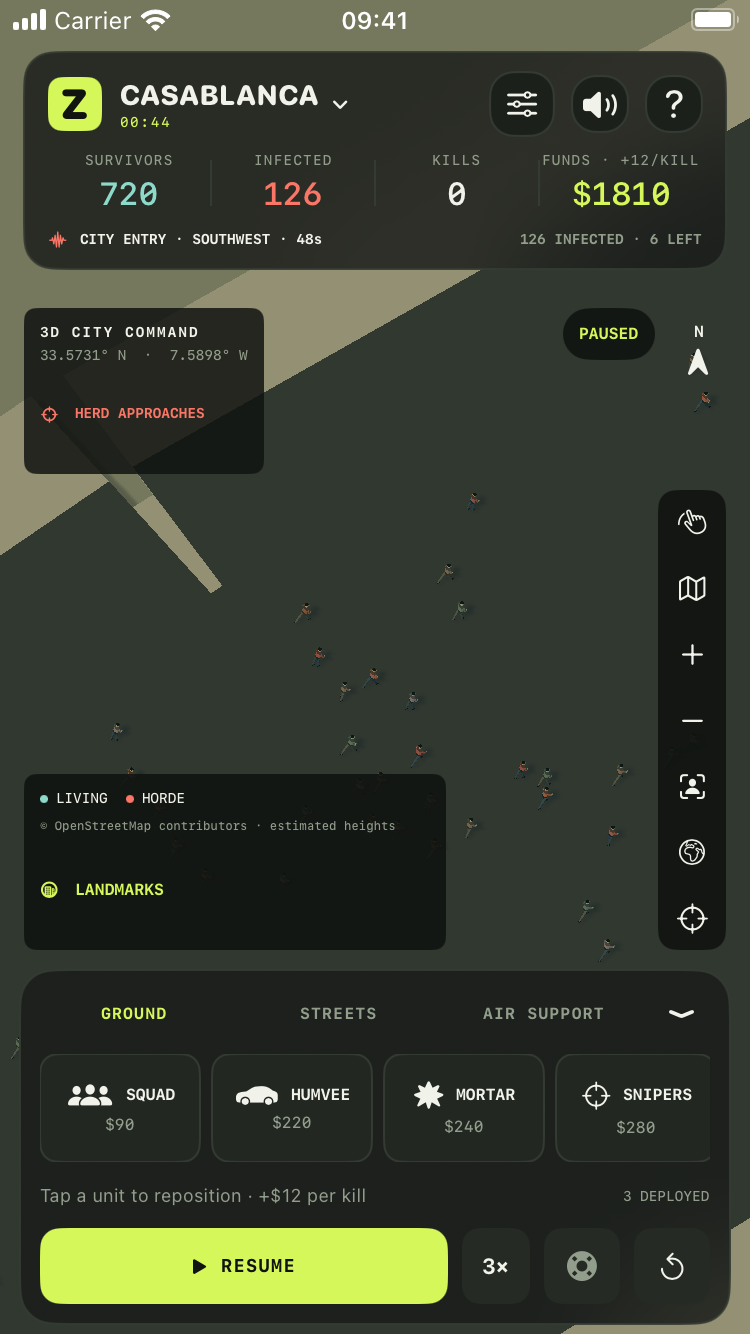 Carrier 09:41
Z CASABLANCA
00:44
SURVIVORS INFECTED KILLS FUNDS · +12/KILL
720 126 0 $1810
CITY ENTRY · SOUTHWEST · 48s 126 INFECTED · 6 LEFT
3D CITY COMMAND
33.5731° N · 7.5898° W
HERD APPROACHES
PAUSED
N
LIVING HORDE
© OpenStreetMap contributors · estimated heights
LANDMARKS
GROUND STREETS AIR SUPPORT
SQUAD HUMVEE MORTAR SNIPERS
$90 $220 $240 $280
Tap a unit to reposition · +$12 per kill 3 DEPLOYED
RESUME 3×